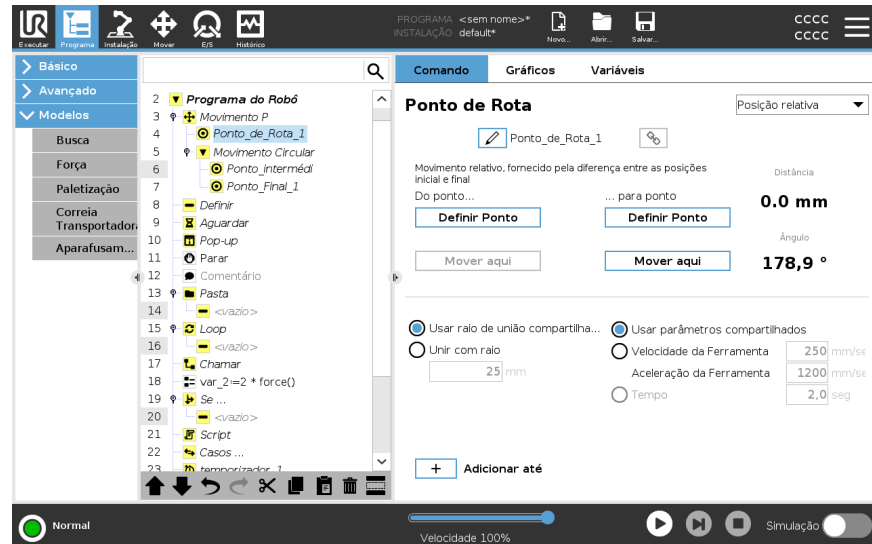 PROGRAMA <sem nome>*
INSTALAÇÃO default*
Executar
Programa
Instalação
Mover
E/S
Histórico
Novo...
Abrir...
Salvar...
CCCC
CCCC
Básico
Avançado
Modelos
Busca
Força
Paletização
Correia
Transportador
Aparafusam...
2 Programa do Robô
3 Movimento P
4 Ponto_de_Rota_1
5 Movimento Circular
6 Ponto_intermédi
7 Ponto_Final_1
8 Definir
9 Aguardar
10 Pop-up
11 Parar
12 Comentário
13 Pasta
14 <vazio>
15 Loop
16 <vazio>
17 Chamar
18 var_2≔2 * force()
19 Se ...
20 <vazio>
21 Script
22 Casos ...
23 temporizador_1
Comando
Gráficos
Variáveis
Ponto de Rota
Posição relativa
Ponto_de_Rota_1
Movimento relativo, fornecido pela diferença entre as posições
inicial e final
Do ponto...
... para ponto
Definir Ponto
Definir Ponto
Mover aqui
Mover aqui
Distância
0.0 mm
Ângulo
178,9 °
Usar raio de união compartilha...
Unir com raio
25 mm
Usar parâmetros compartilhados
Velocidade da Ferramenta 250 mm/se
Aceleração da Ferramenta 1200 mm/se
Tempo 2,0 seg
+ Adicionar até
Normal
Velocidade 100%
Simulação